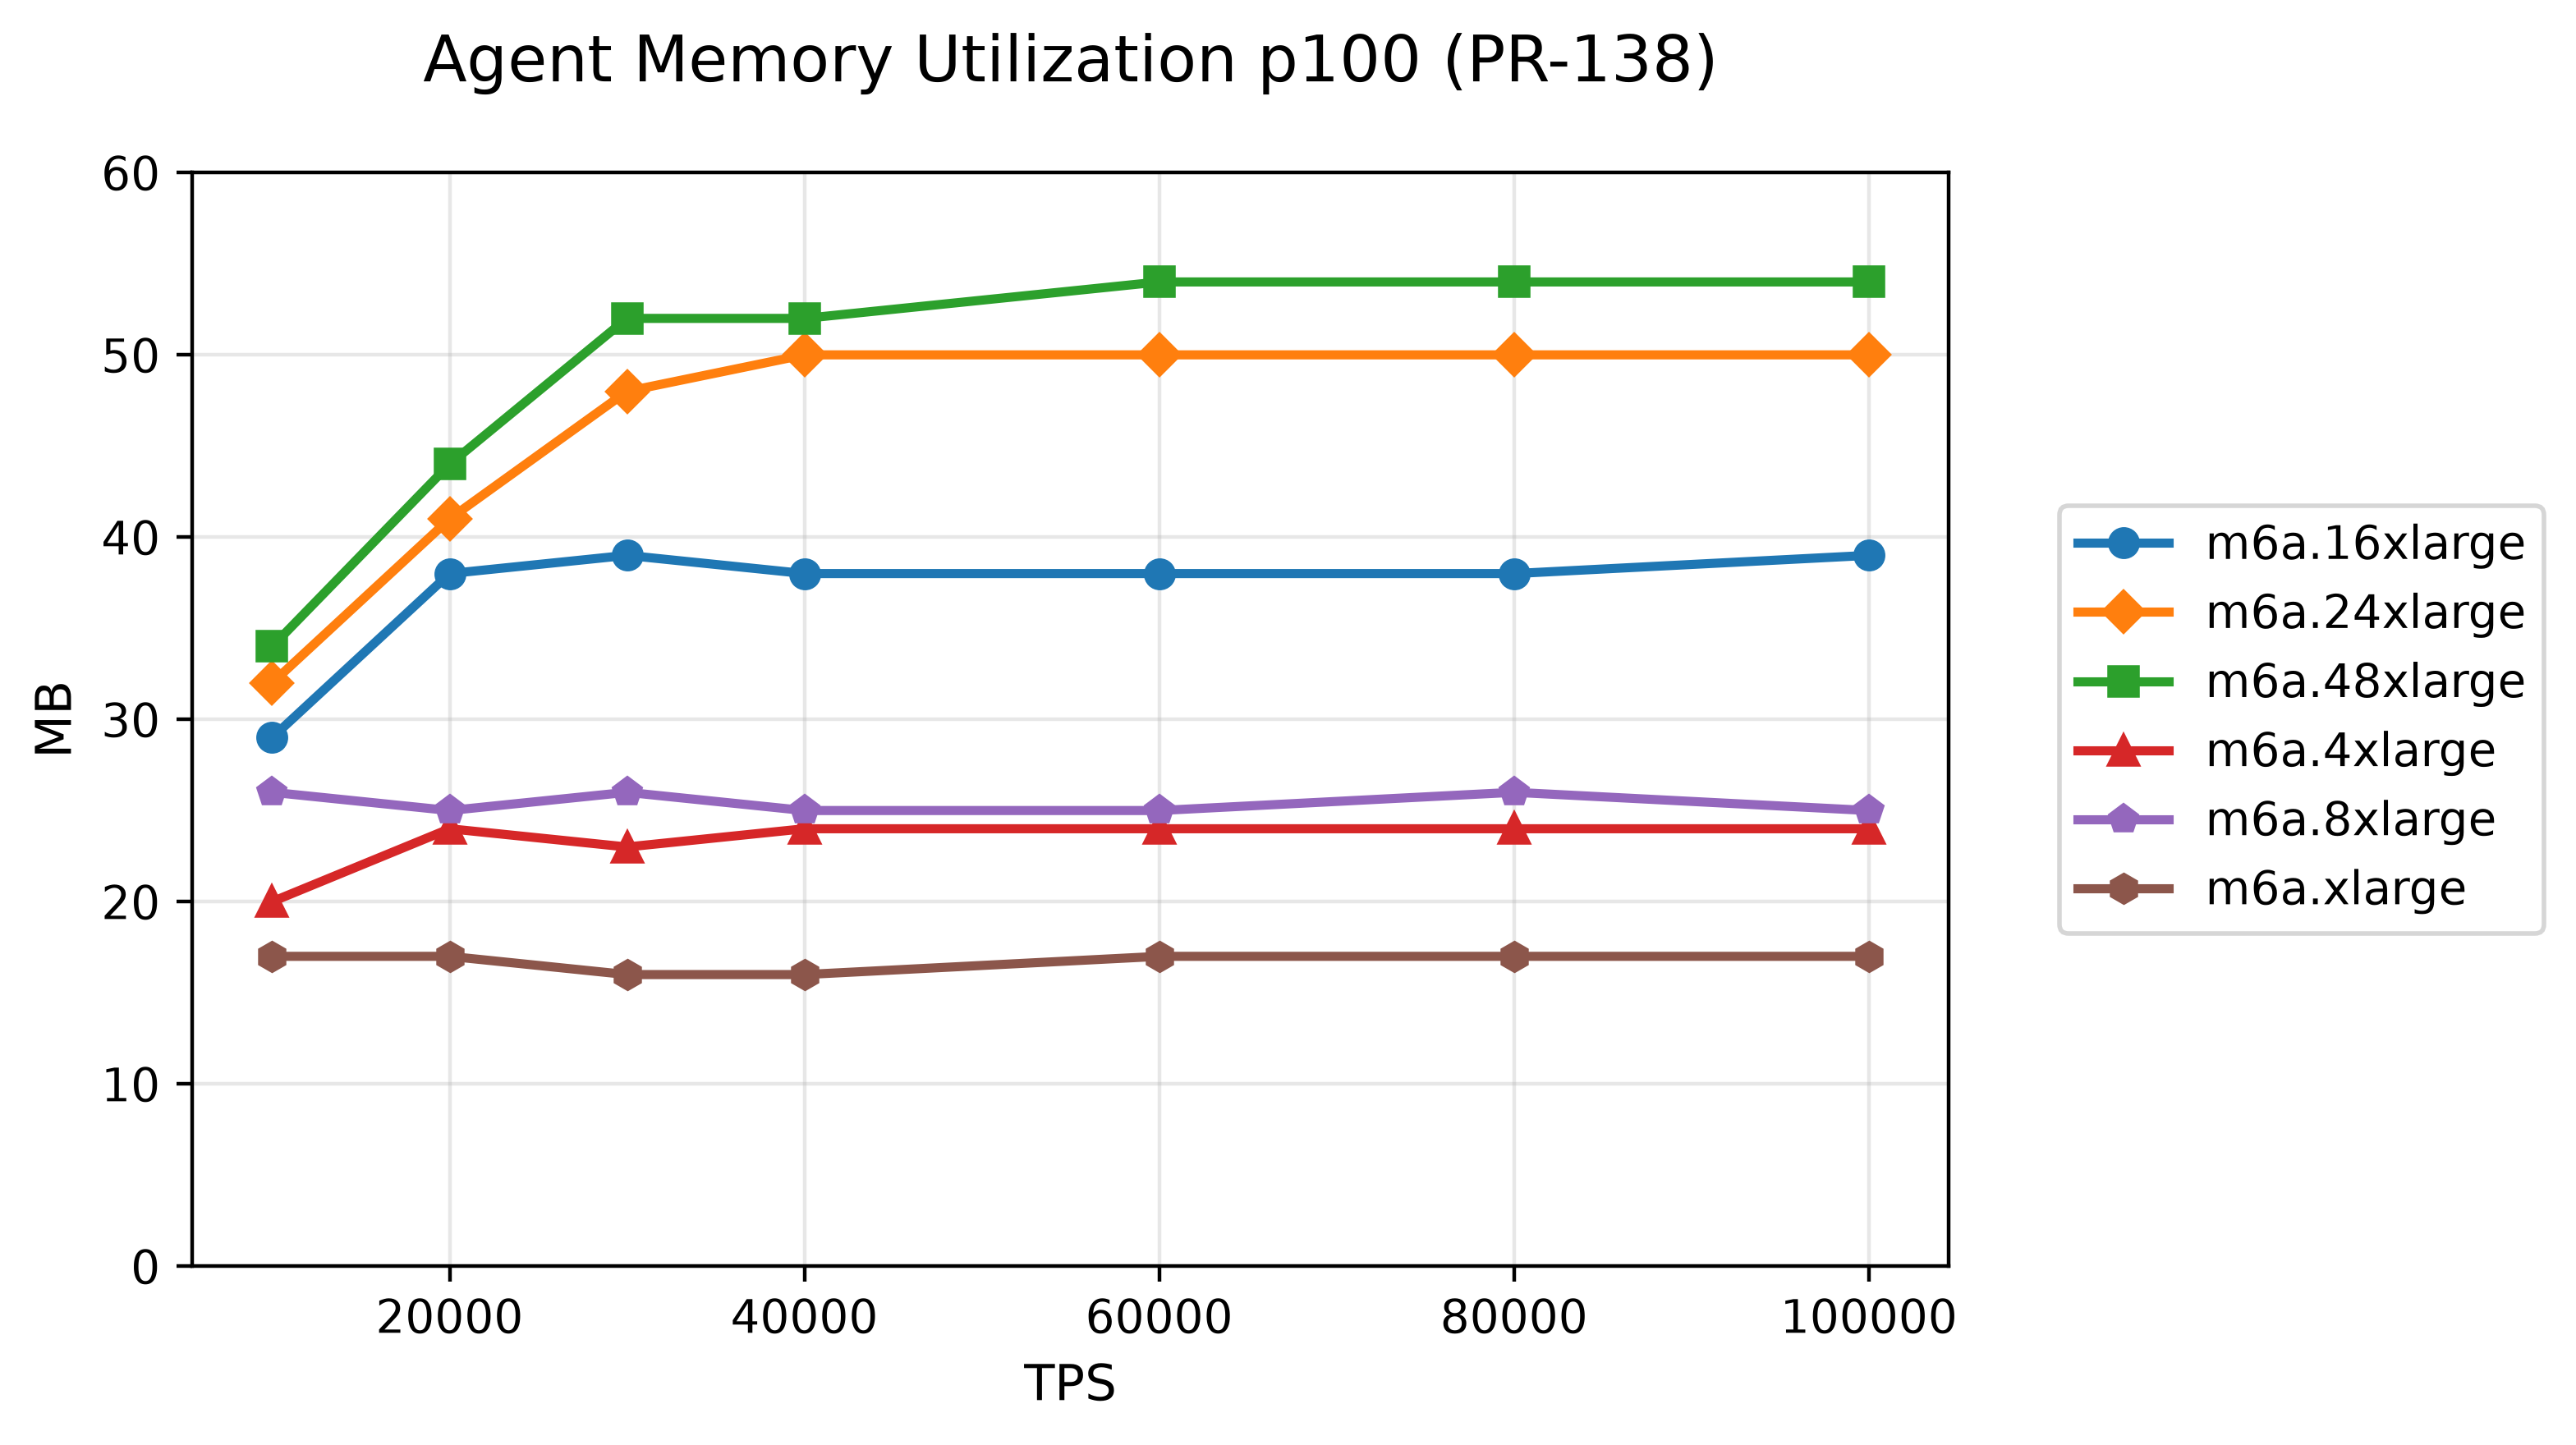 Agent Memory Utilization p100 (PR-138)
60
50
40
30
20
10
0
MB
20000 40000 60000 80000 100000
TPS
m6a.16xlarge
m6a.24xlarge
m6a.48xlarge
m6a.4xlarge
m6a.8xlarge
m6a.xlarge